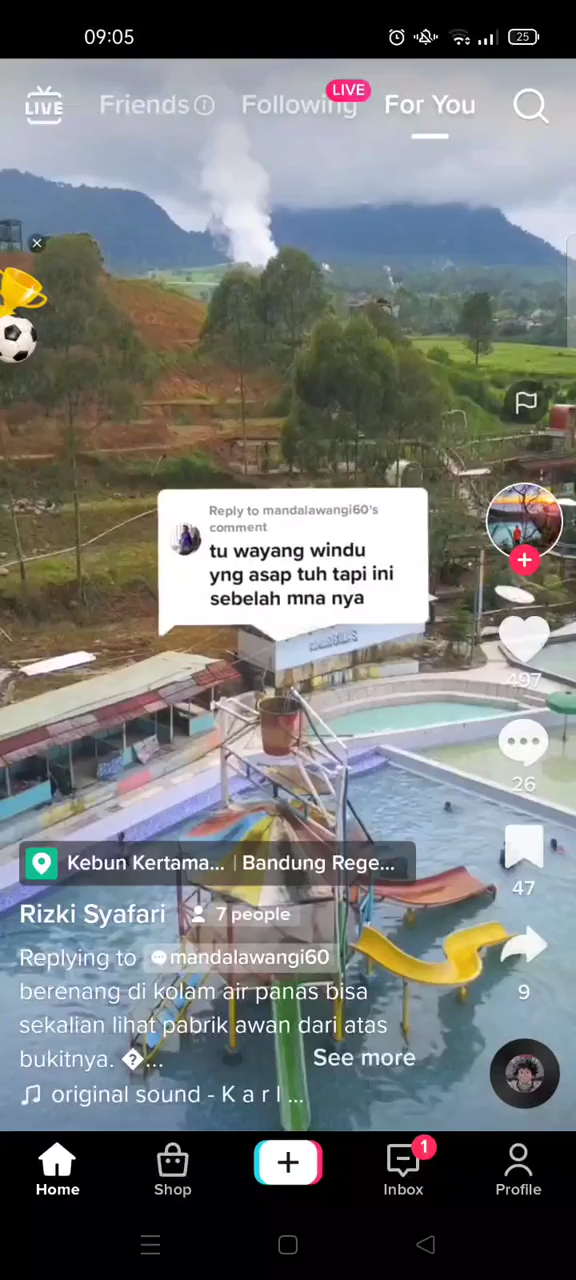 09:05
25
LIVE
Friends
Following
LIVE
For You
Reply to mandalawangi60's
comment
tu wayang windu
yng asap tuh tapi ini
sebelah mna nya
497
26
47
9
Kebun Kertama... | Bandung Rege...
Rizki Syafari
7 people
Replying to mandalawangi60
berenang di kolam air panas bisa
sekalian lihat pabrik awan dari atas
bukitnya. �... See more
original sound - K a r l ...
Home
Shop
Inbox
1
Profile